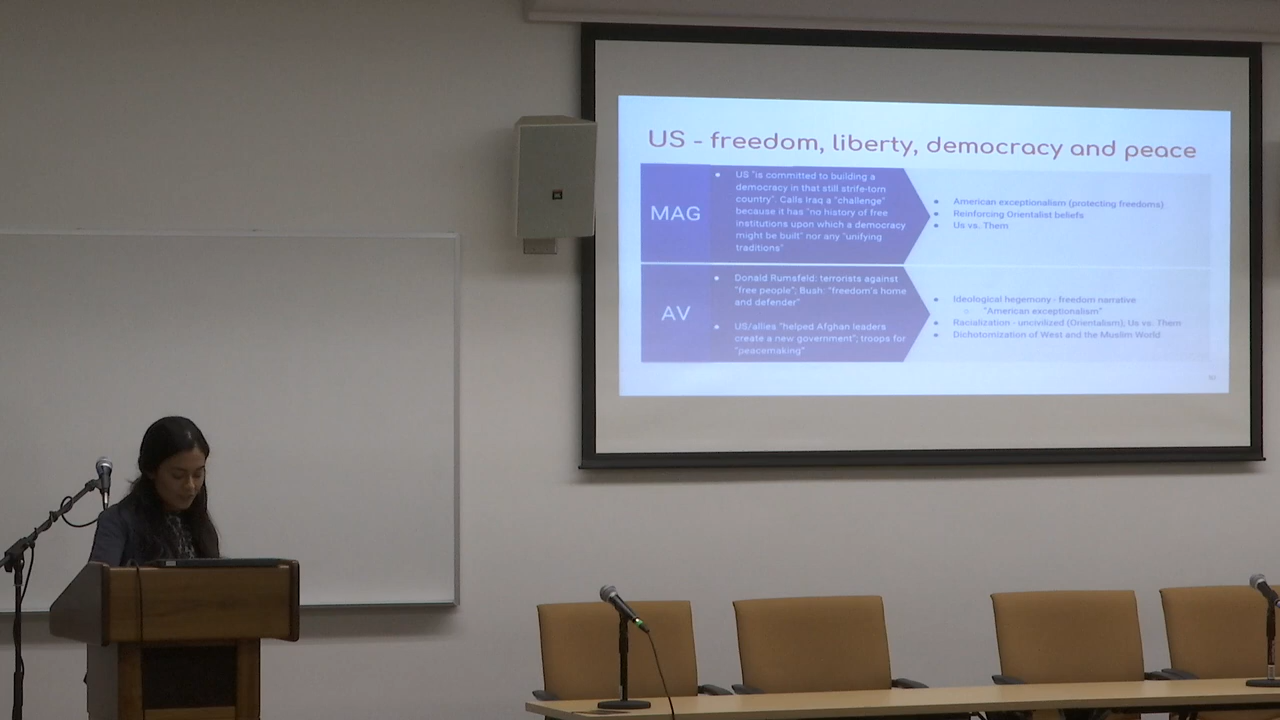 US - freedom, liberty, democracy and peace
MAG
• US "is committed to building a
democracy in that still strife-torn
country". Calls Iraq a "challenge"
because it has "no history of free
institutions upon which a democracy
might be built" nor any "unifying
traditions"
• American exceptionalism (protecting freedoms)
• Reinforcing Orientalist beliefs
• Us vs. Them
AV
• Donald Rumsfeld: terrorists against
"free people"; Bush: "freedom's home
and defender"
• US/allies "helped Afghan leaders
create a new government"; troops for
"peacemaking"
• Ideological hegemony - freedom narrative
○ "American exceptionalism"
• Racialization - uncivilized (Orientalism); Us vs. Them
• Dichotomization of West and the Muslim World